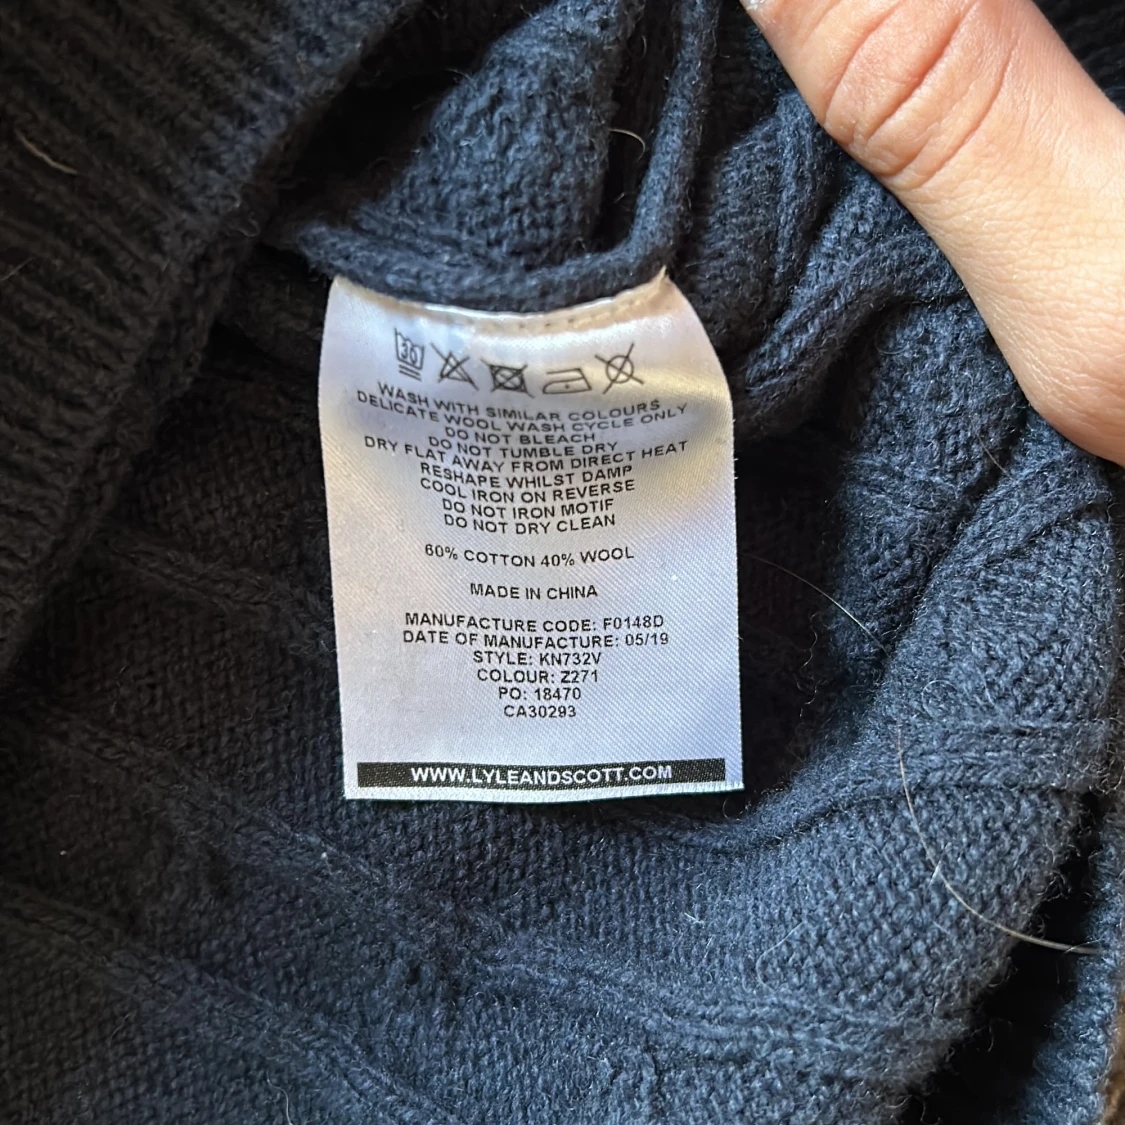 30
WASH WITH SIMILAR COLOURS
DELICATE WOOL WASH CYCLE ONLY
DO NOT BLEACH
DO NOT TUMBLE DRY
DRY FLAT AWAY FROM DIRECT HEAT
RESHAPE WHILST DAMP
COOL IRON ON REVERSE
DO NOT IRON MOTIF
DO NOT DRY CLEAN
60% COTTON 40% WOOL
MADE IN CHINA
MANUFACTURE CODE: F0148D
DATE OF MANUFACTURE: 05/19
STYLE: KN732V
COLOUR: Z271
PO: 18470
CA30293
WWW.LYLEANDSCOTT.COM